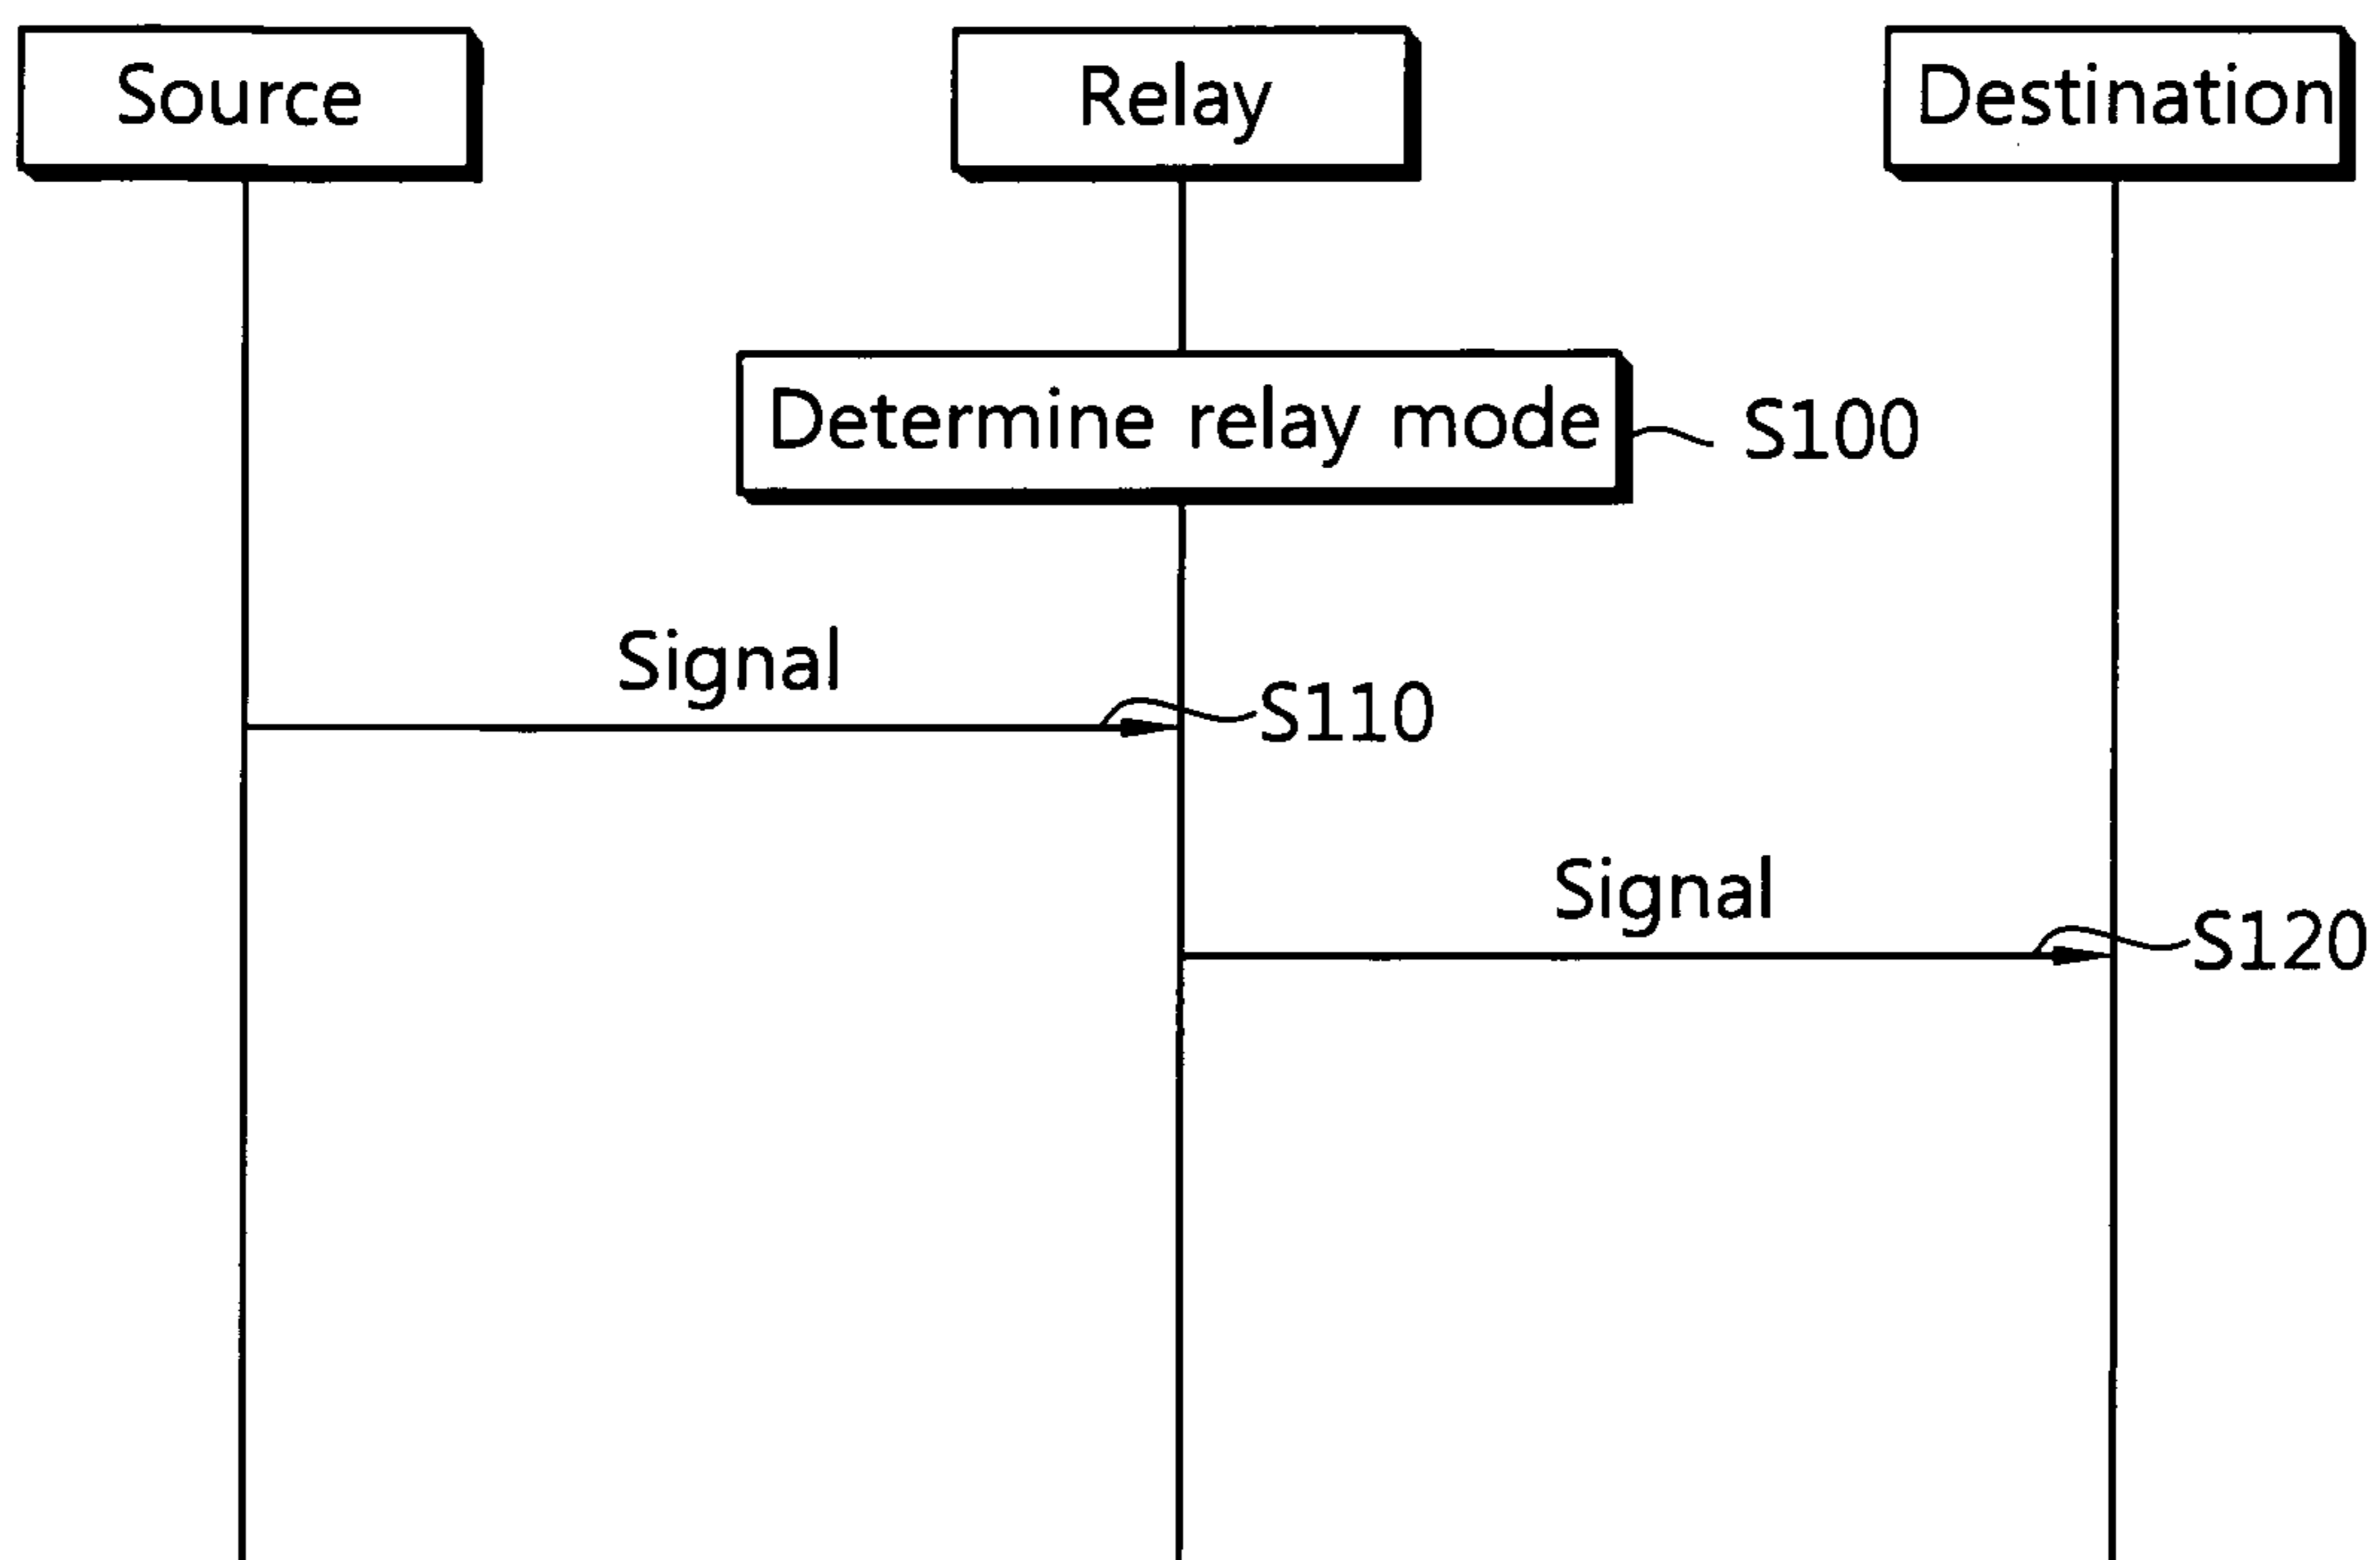 Source
Relay
Destination
Determine relay mode
S100
Signal
S110
Signal
S120